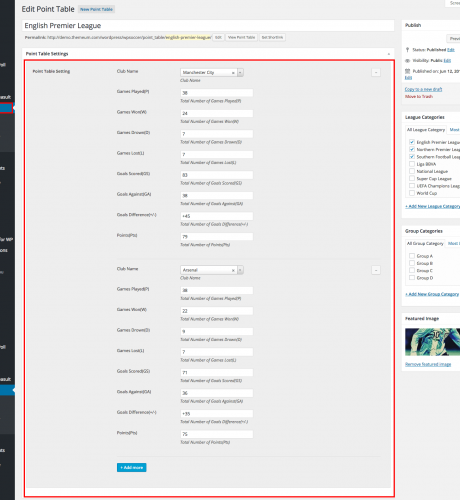 Edit Point Table View Point Table
English Premier League
Permalink: http://demo.themeum.com/wordpress/wpsoccer/point_table/english-premier-league/ Edit View Point Table Get Shortlink
Point Table Settings
Point Table Setting
Club Name Manchester City
Club Name
Games Played(P) 38
Total Number of Games Played(P)
Games Won(W) 24
Total Number of Games Won(W)
Games Drawn(D) 7
Total Number of Games Drawn(D)
Games Lost(L) 7
Total Number of Games Lost(L)
Goals Scored(GS) 83
Total Number of Goals Scored(GS)
Goals Against(GA) 38
Total Number of Goals Against(GA)
Goals Difference(+/-) +45
Total Number of Goals Difference(+/-)
Points(Pts) 79
Total Number of Points(Pts)
Club Name Arsenal
Club Name
Games Played(P) 38
Total Number of Games Played(P)
Games Won(W) 22
Total Number of Games Won(W)
Games Drawn(D) 9
Total Number of Games Drawn(D)
Games Lost(L) 7
Total Number of Games Lost(L)
Goals Scored(GS) 71
Total Number of Goals Scored(GS)
Goals Against(GA) 36
Total Number of Goals Against(GA)
Goals Difference(+/-) +35
Total Number of Goals Difference(+/-)
Points(Pts) 75
Total Number of Points(Pts)
+ Add more
Publish
Status: Published Edit
Visibility: Public Edit
Published on: Jun 12, 20
Edit
Copy to a new draft
Move to Trash
League Categories
All League Category Most
English Premier Leag
Northern Premier Leag
Southern Football Leag
Liga BBVA
National League
Super Cup League
UEFA Champions Leag
World Cup
+ Add New League Category
Group Categories
All Group Category Most
Group A
Group B
Group C
Group D
+ Add New Group Category
Featured Image
Remove featured image